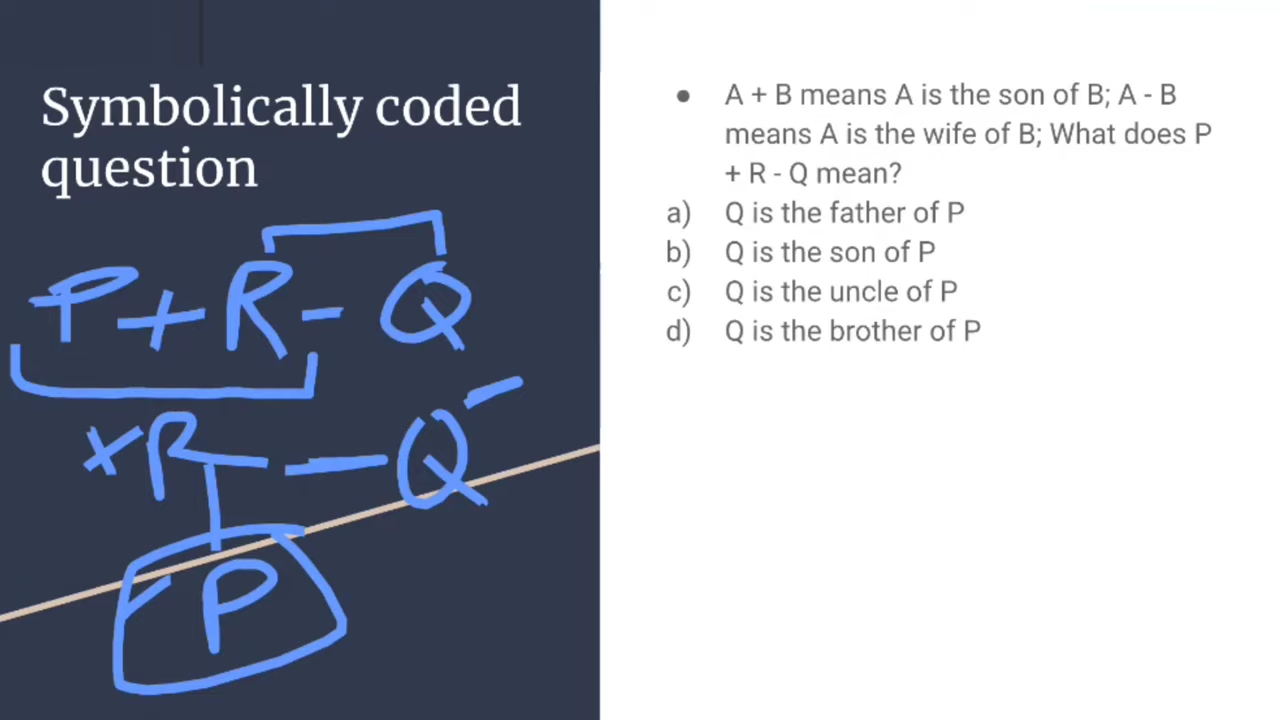 Symbolically coded
question
P + R - Q
+R - Q -
P
● A + B means A is the son of B; A - B
means A is the wife of B; What does P
+ R - Q mean?
a) Q is the father of P
b) Q is the son of P
c) Q is the uncle of P
d) Q is the brother of P